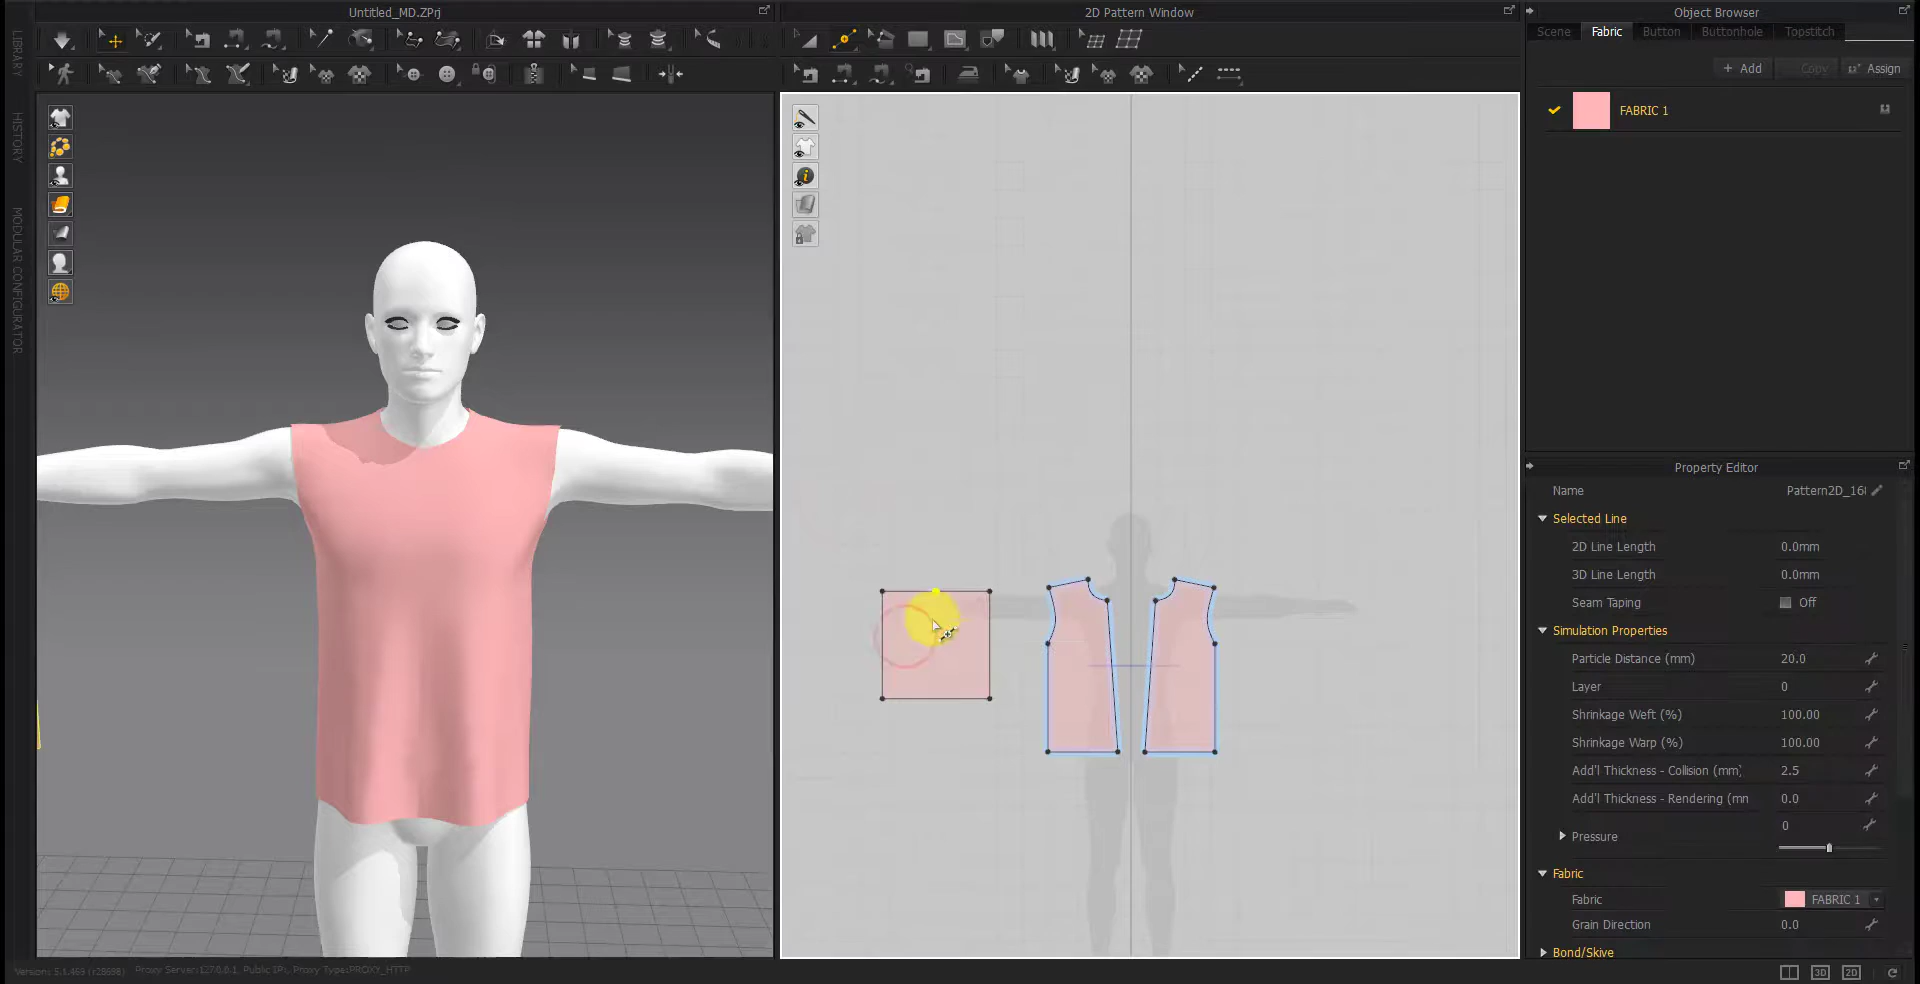 Untitled_MD.ZPrj
2D Pattern Window
Object Browser
LIBRARY
HISTORY
MODULAR CONFIGURATOR
Scene Fabric Button Buttonhole Topstitch
+ Add Copy Assign
FABRIC 1
Property Editor
Name Pattern2D_16
Selected Line
2D Line Length 0.0mm
3D Line Length 0.0mm
Seam Taping Off
Simulation Properties
Particle Distance (mm) 20.0
Layer 0
Shrinkage Weft (%) 100.00
Shrinkage Warp (%) 100.00
Add'l Thickness - Collision (mm) 2.5
Add'l Thickness - Rendering (mm 0.0
Pressure 0
Fabric
Fabric FABRIC 1
Grain Direction 0.0
Bond/Skive
3D 2D